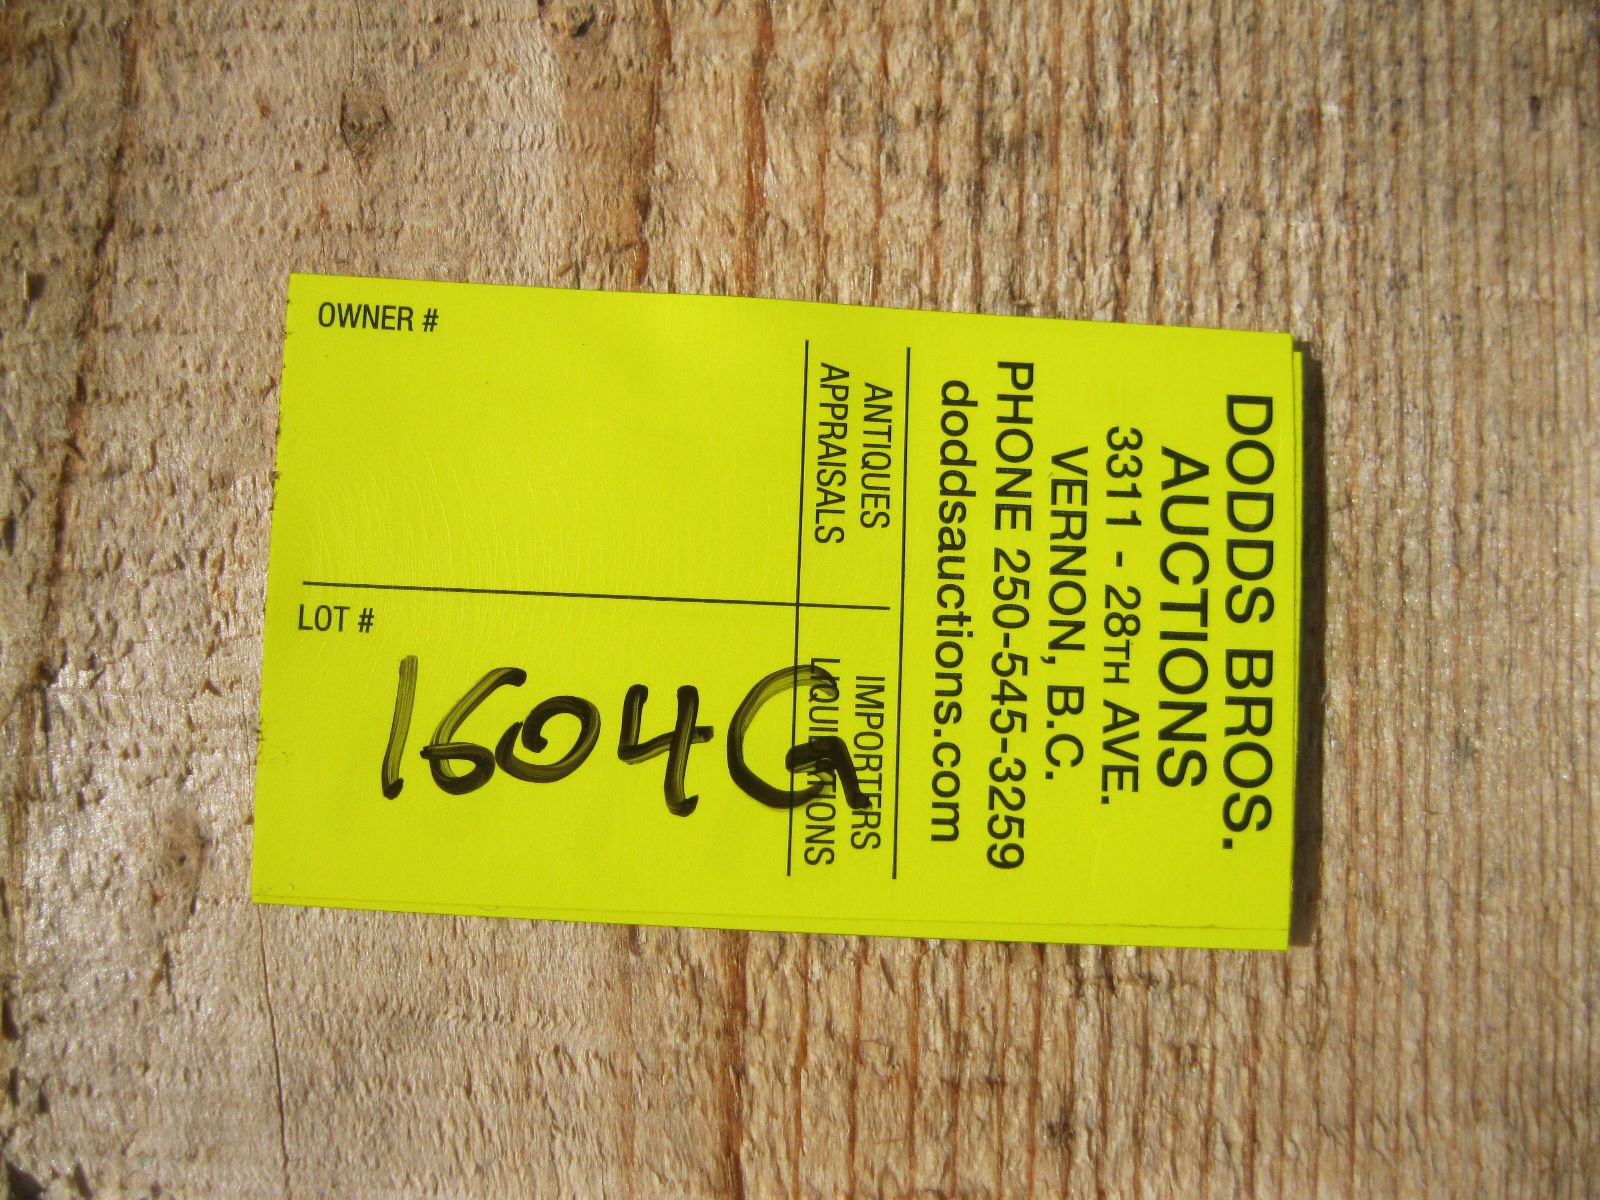 DODDS BROS.
AUCTIONS
3311 - 28TH AVE.
VERNON, B.C.
PHONE 250-545-3259
doddsauctions.com
ANTIQUES
APPRAISALS
IMPORTERS
LIQUIDATIONS
OWNER #
LOT #
1604G